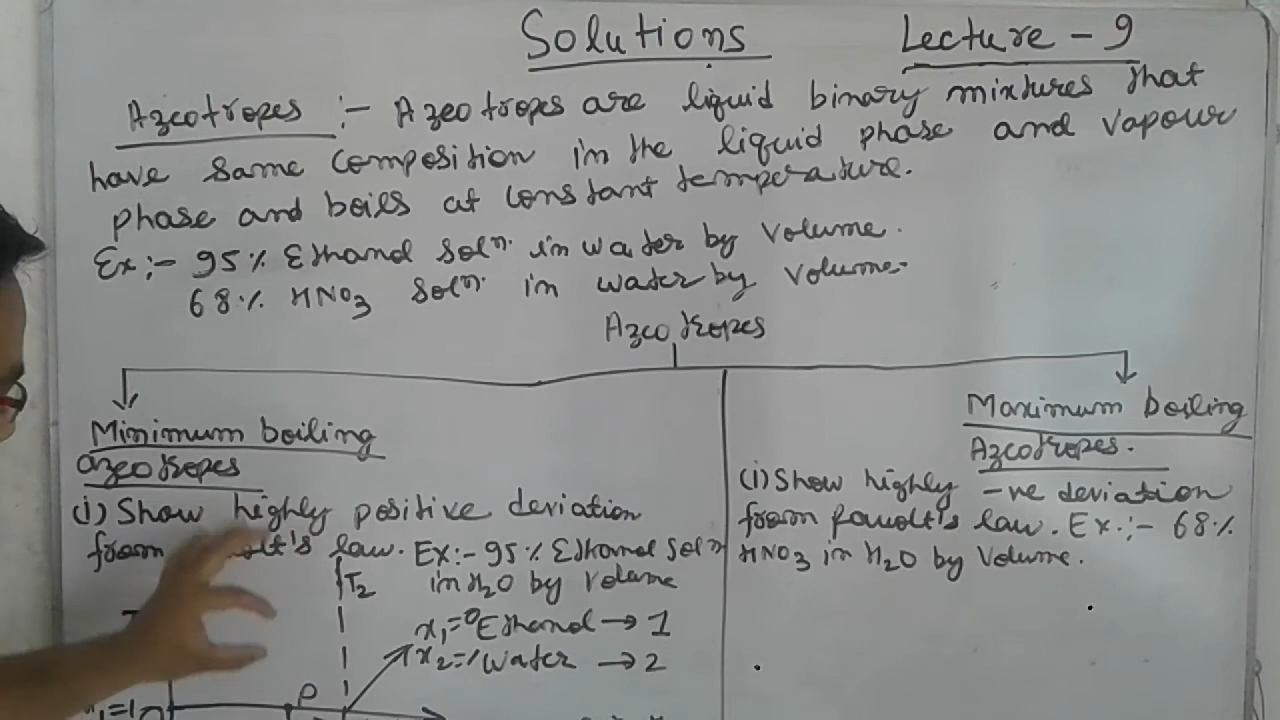 Solutions Lecture - 9
Azeotropes :- Azeotropes are liquid binary mixtures that
have same composition in the liquid phase and vapour
phase and boils at constant temperature.
Ex:- 95% Ethanol solⁿ. in water by volume.
68% HNO₃ solⁿ. in water by volume.
Azeotropes
Minimum boiling
azeotropes
(i) Show highly positive deviation
from law. Ex:- 95% Ethanol solⁿ
in H₂O by volume
T₂
x₁=0 Ethanol → 1
x₂=1 Water → 2
P
Maximum boiling
Azeotropes.
(i) Show highly -ve deviation
from Raoult's law. Ex:- 68%
HNO₃ in H₂O by Volume.